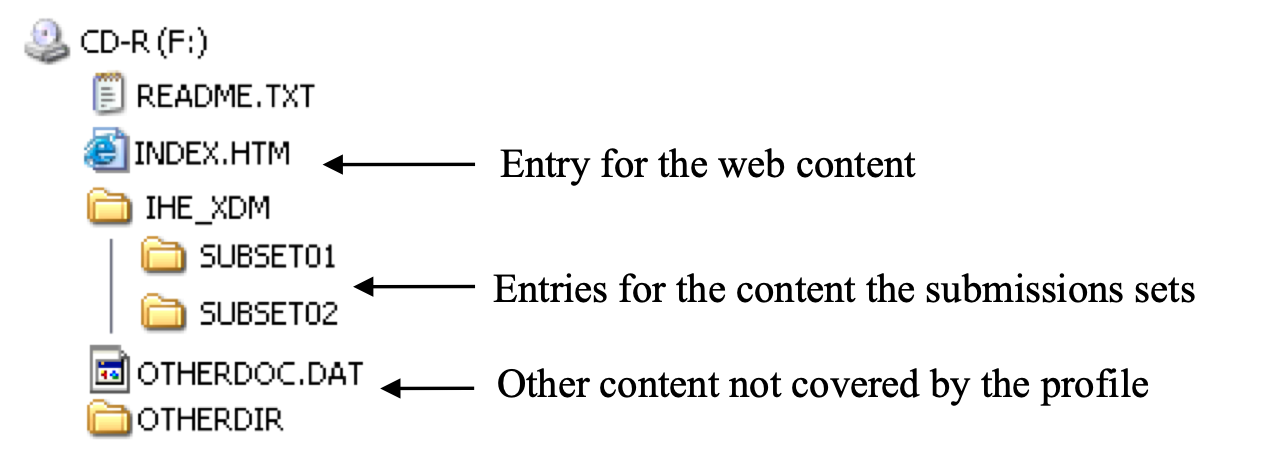 CD-R (F:)
README.TXT
INDEX.HTM
Entry for the web content
IHE_XDM
SUBSET01
Entries for the content the submissions sets
SUBSET02
OTHERDOC.DAT
Other content not covered by the profile
OTHERDIR